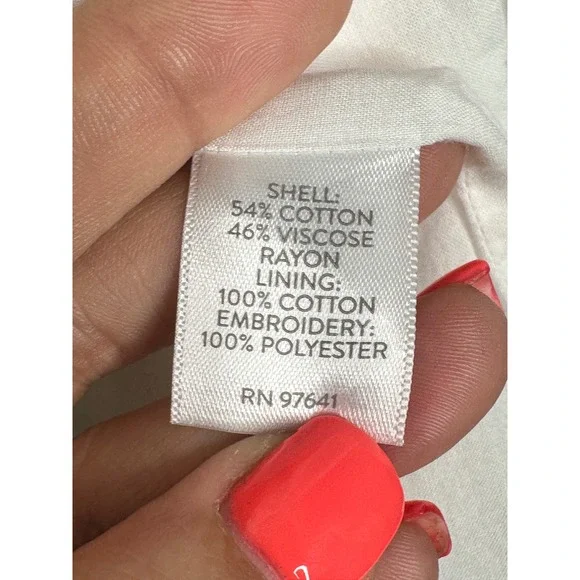 SHELL:
54% COTTON
46% VISCOSE
RAYON
LINING:
100% COTTON
EMBROIDERY:
100% POLYESTER
RN 97641